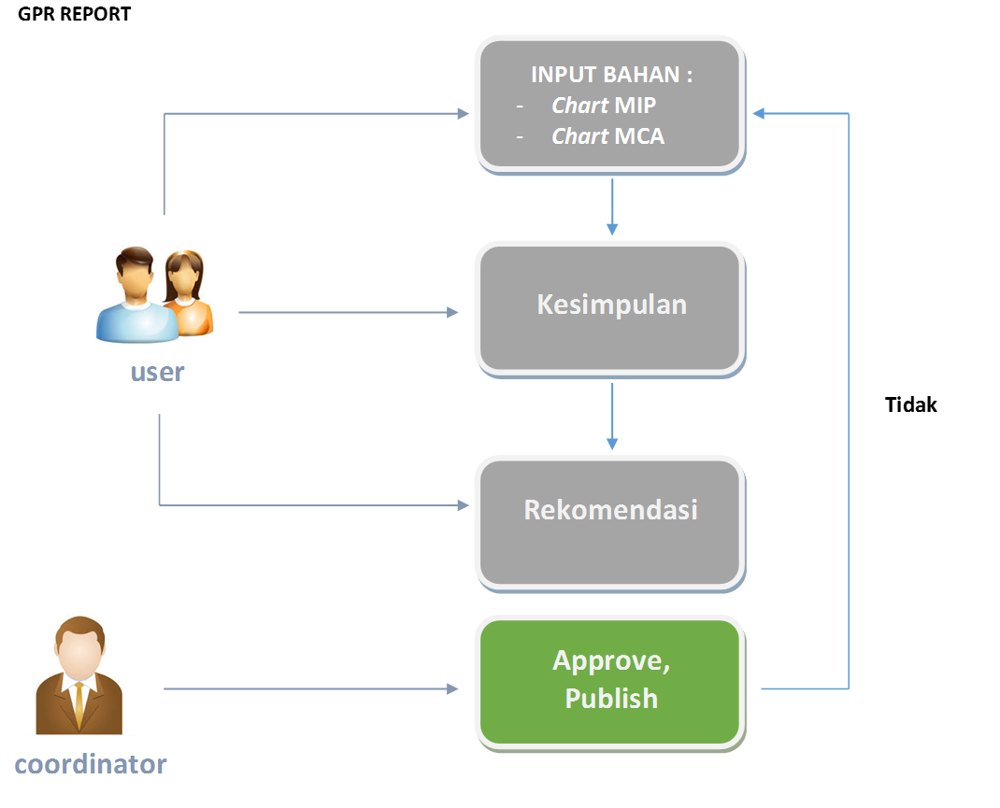 GPR REPORT
INPUT BAHAN :
- Chart MIP
- Chart MCA
Kesimpulan
user
Tidak
Rekomendasi
Approve,
Publish
coordinator